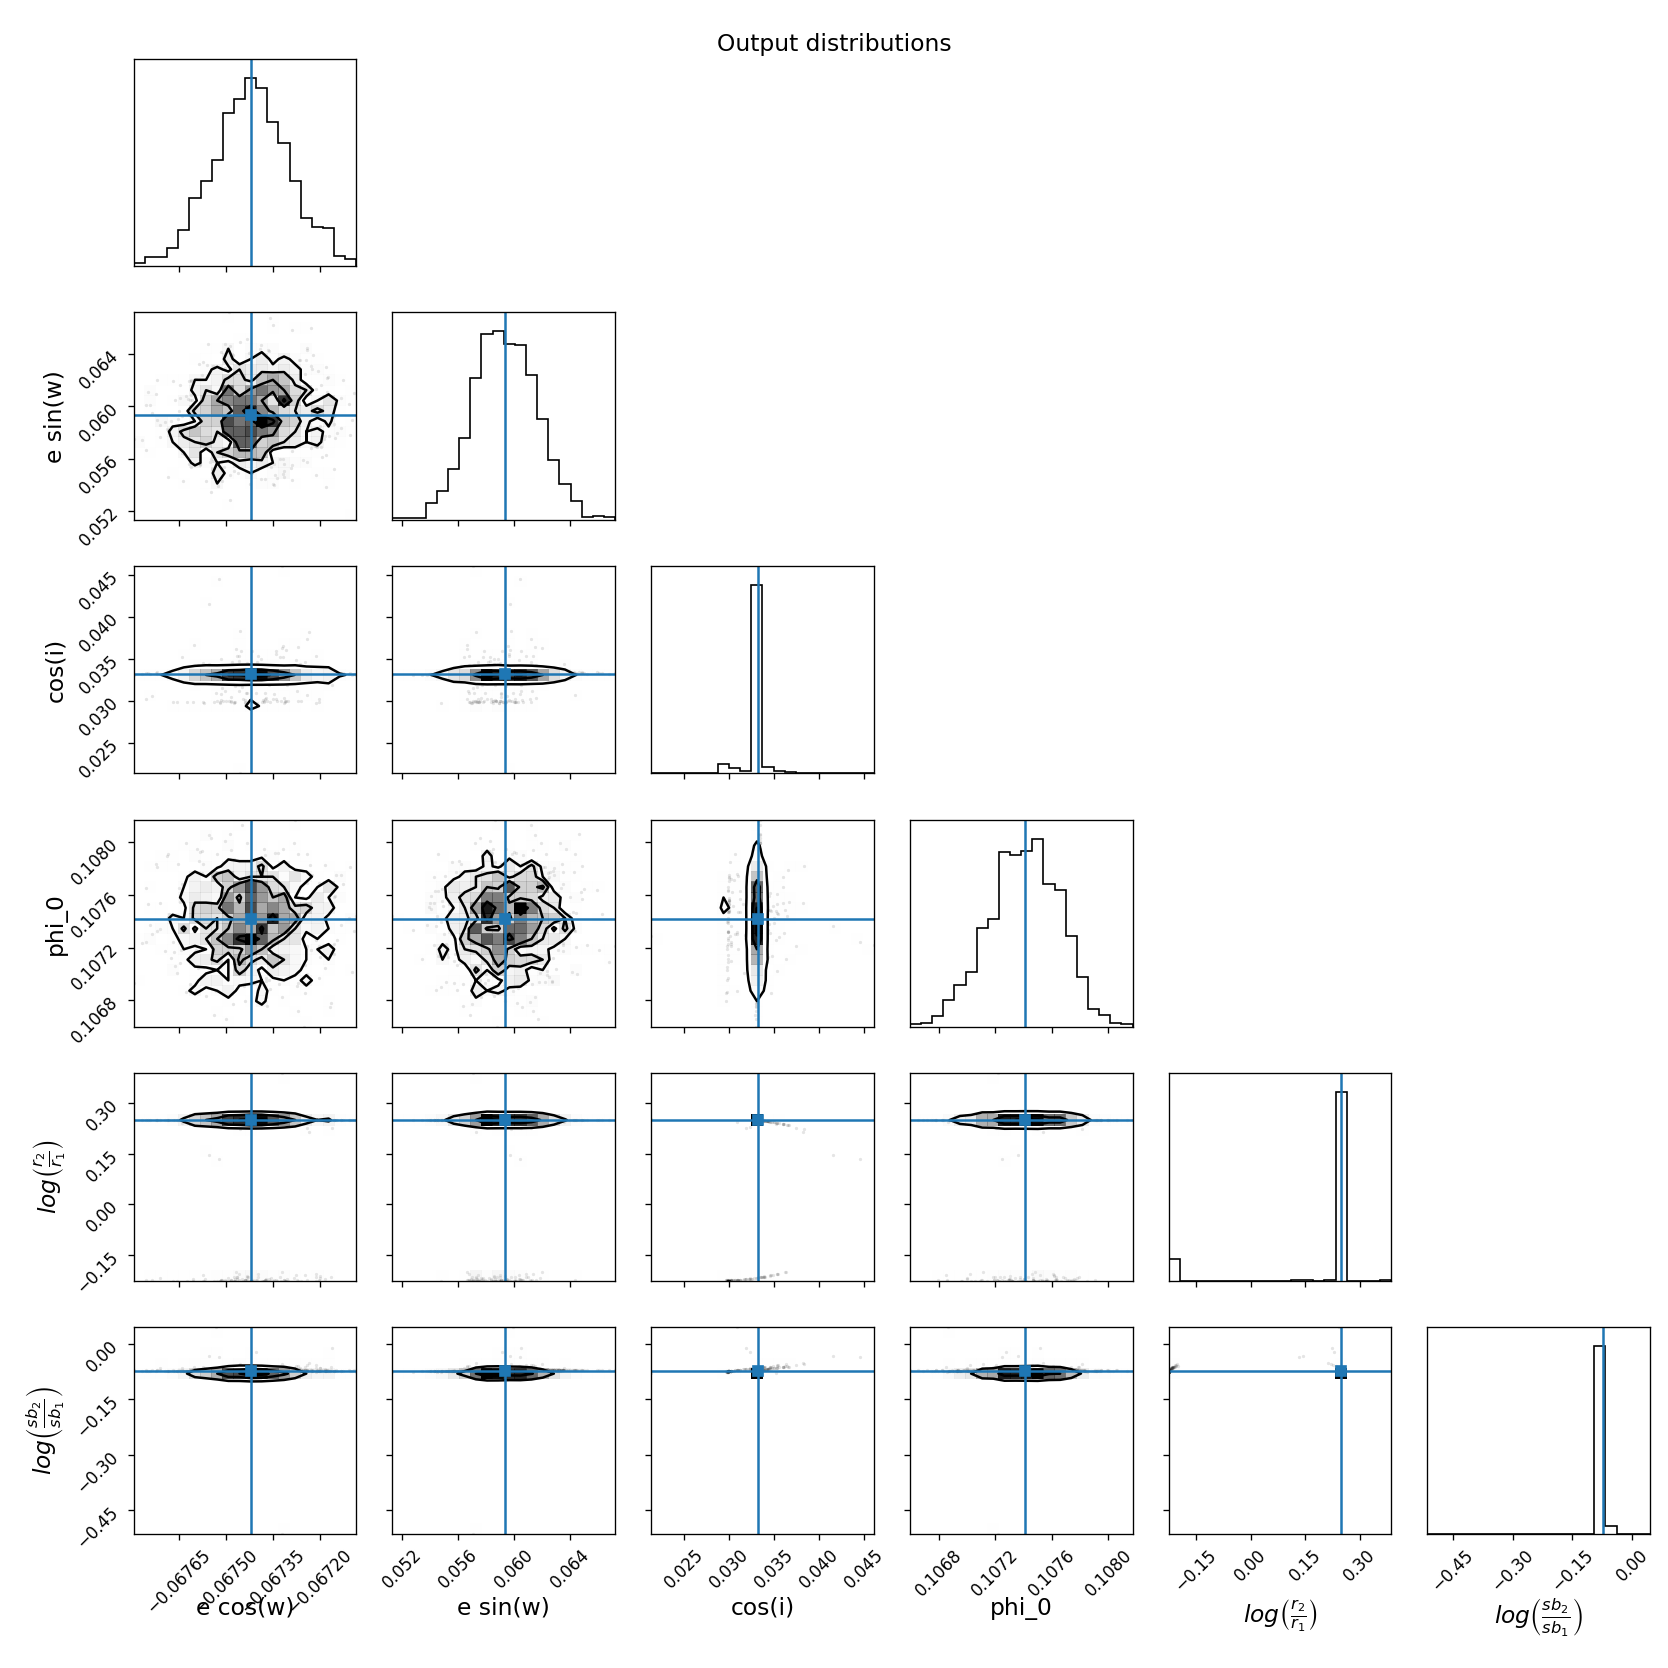 Output distributions
e sin(w)
0.064
0.060
0.056
0.052
cos(i)
0.045
0.040
0.035
0.030
0.025
phi_0
0.1080
0.1076
0.1072
0.1068
log(r₂/r₁)
0.30
0.15
0.00
−0.15
log(sb₂/sb₁)
0.00
−0.15
−0.30
−0.45
−0.06765 −0.06750 −0.06735 −0.06720
0.052 0.056 0.060 0.064
0.025 0.030 0.035 0.040 0.045
0.1068 0.1072 0.1076 0.1080
−0.15 0.00 0.15 0.30
−0.45 −0.30 −0.15 0.00
e cos(w)
e sin(w)
cos(i)
phi_0
log(r₂/r₁)
log(sb₂/sb₁)